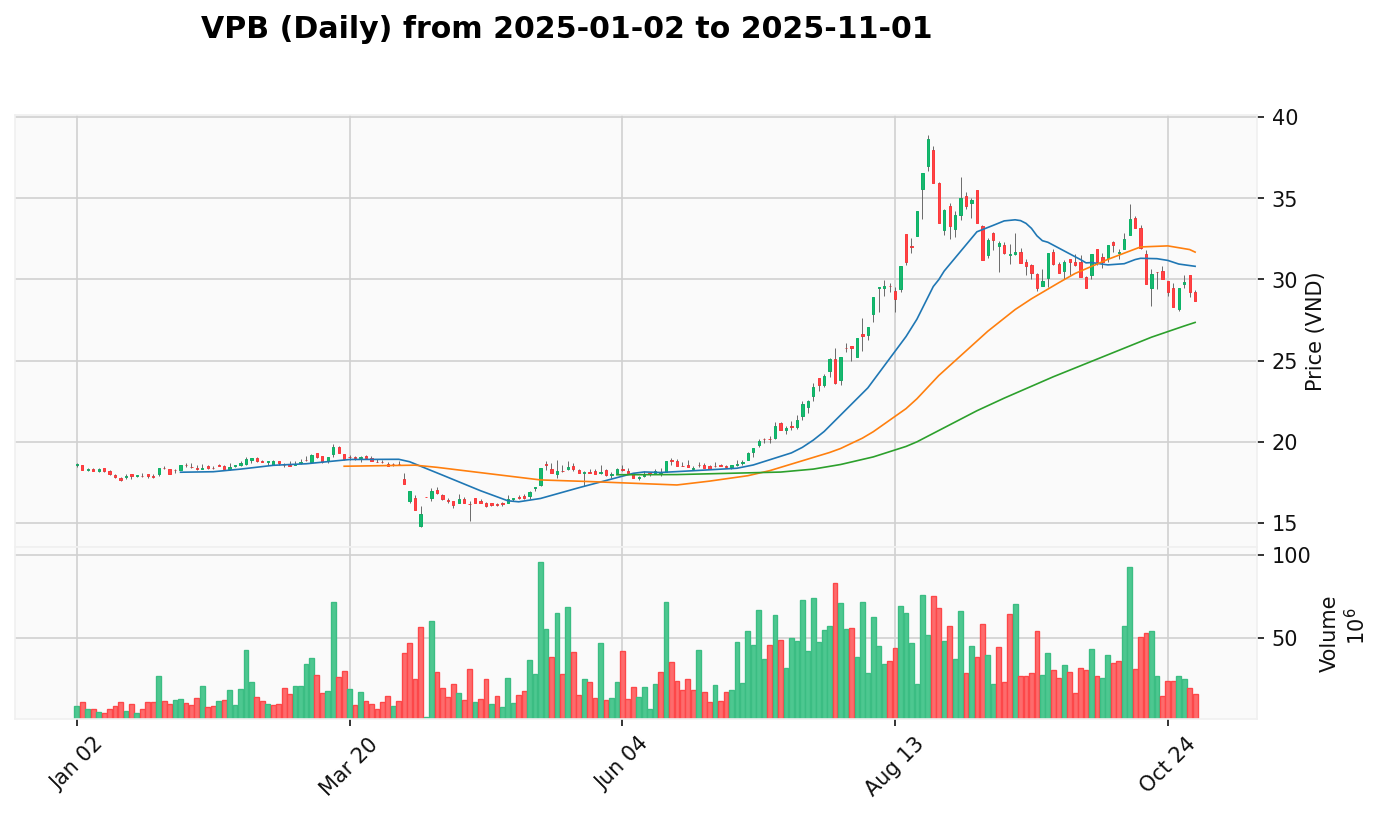 VPB (Daily) from 2025-01-02 to 2025-11-01
40
35
30
25
20
15
Price (VND)
100
50
Volume
10⁶
Jan 02
Mar 20
Jun 04
Aug 13
Oct 24